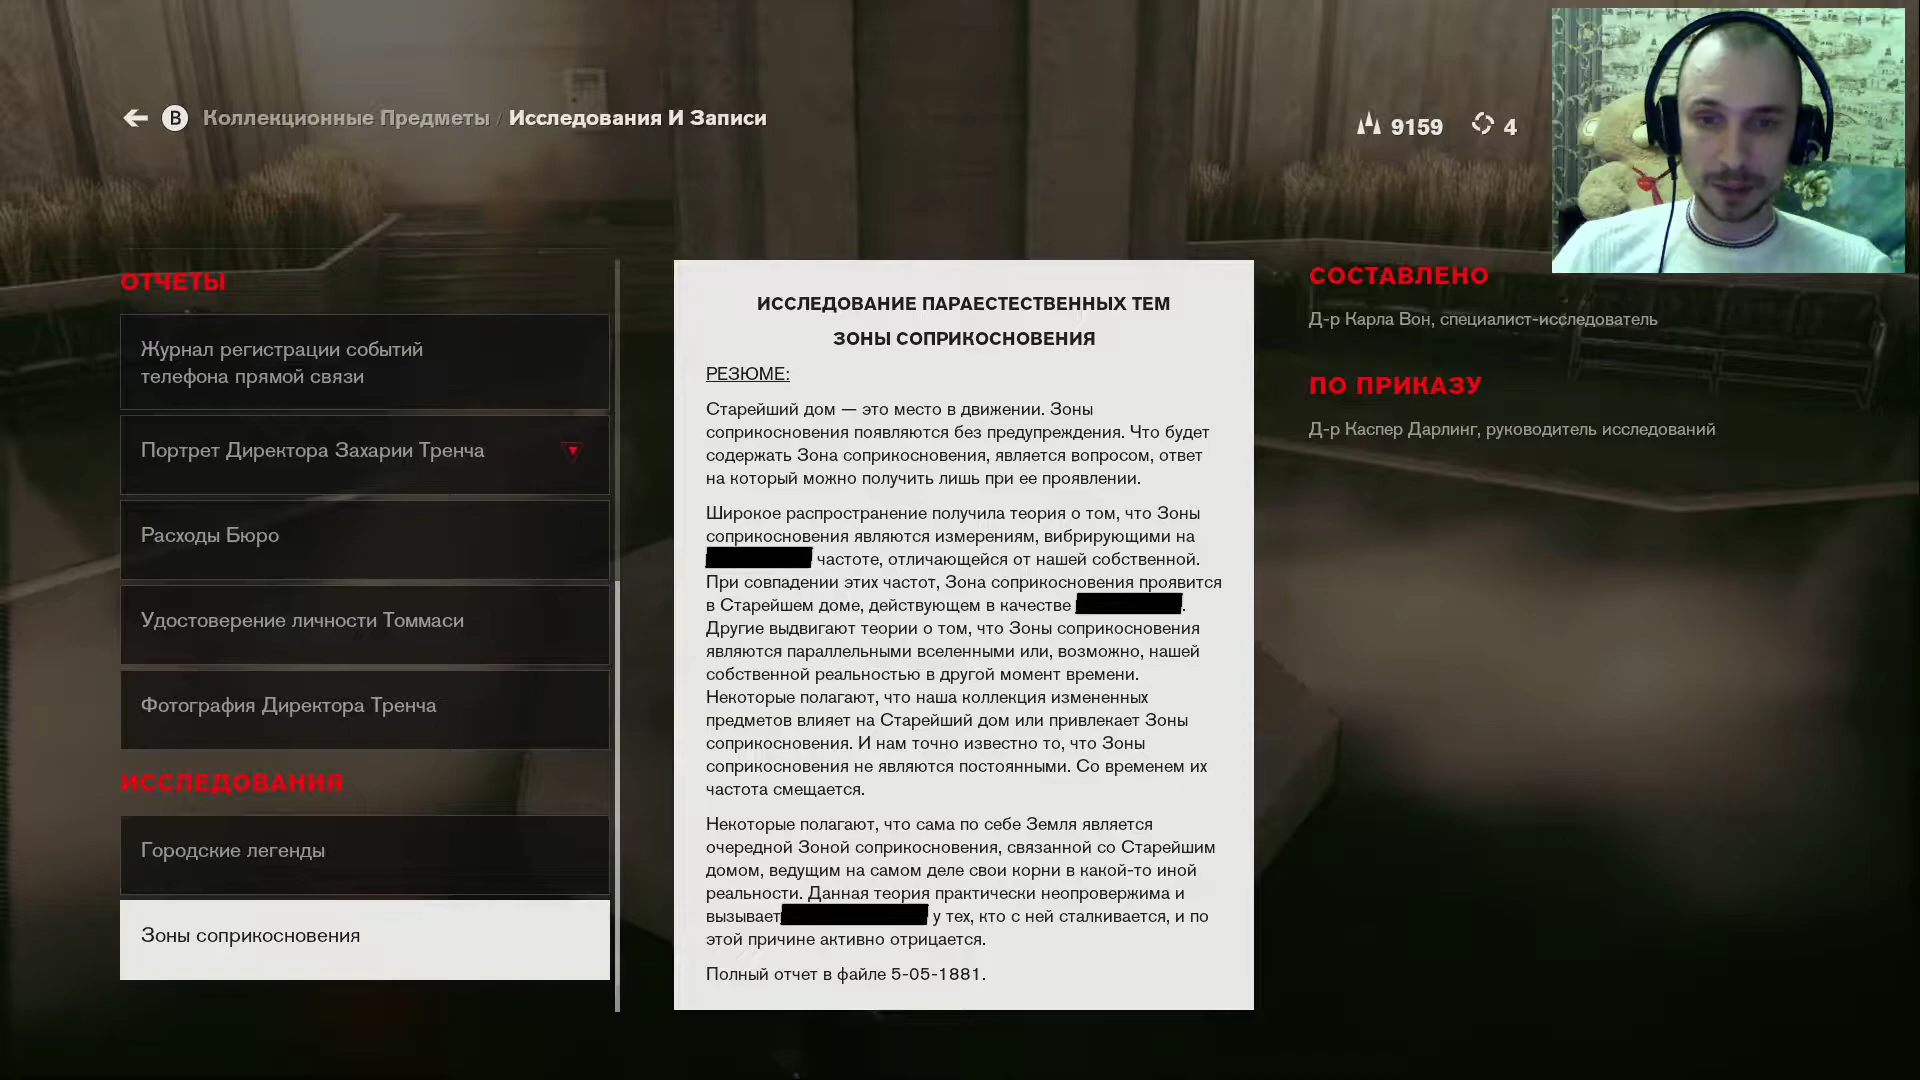 B Коллекционные Предметы / Исследования И Записи
9159 4
ОТЧЕТЫ
Журнал регистрации событий
телефона прямой связи
Портрет Директора Захарии Тренча
Расходы Бюро
Удостоверение личности Томмаси
Фотография Директора Тренча
ИССЛЕДОВАНИЯ
Городские легенды
Зоны соприкосновения
ИССЛЕДОВАНИЕ ПАРАЕСТЕСТВЕННЫХ ТЕМ
ЗОНЫ СОПРИКОСНОВЕНИЯ
РЕЗЮМЕ:
Старейший дом — это место в движении. Зоны
соприкосновения появляются без предупреждения. Что будет
содержать Зона соприкосновения, является вопросом, ответ
на который можно получить лишь при ее проявлении.
Широкое распространение получила теория о том, что Зоны
соприкосновения являются измерениям, вибрирующими на
частоте, отличающейся от нашей собственной.
При совпадении этих частот, Зона соприкосновения проявится
в Старейшем доме, действующем в качестве .
Другие выдвигают теории о том, что Зоны соприкосновения
являются параллельными вселенными или, возможно, нашей
собственной реальностью в другой момент времени.
Некоторые полагают, что наша коллекция измененных
предметов влияет на Старейший дом или привлекает Зоны
соприкосновения. И нам точно известно то, что Зоны
соприкосновения не являются постоянными. Со временем их
частота смещается.
Некоторые полагают, что сама по себе Земля является
очередной Зоной соприкосновения, связанной со Старейшим
домом, ведущим на самом деле свои корни в какой-то иной
реальности. Данная теория практически неопровержима и
вызывает у тех, кто с ней сталкивается, и по
этой причине активно отрицается.
Полный отчет в файле 5-05-1881.
СОСТАВЛЕНО
Д-р Карла Вон, специалист-исследователь
ПО ПРИКАЗУ
Д-р Каспер Дарлинг, руководитель исследований